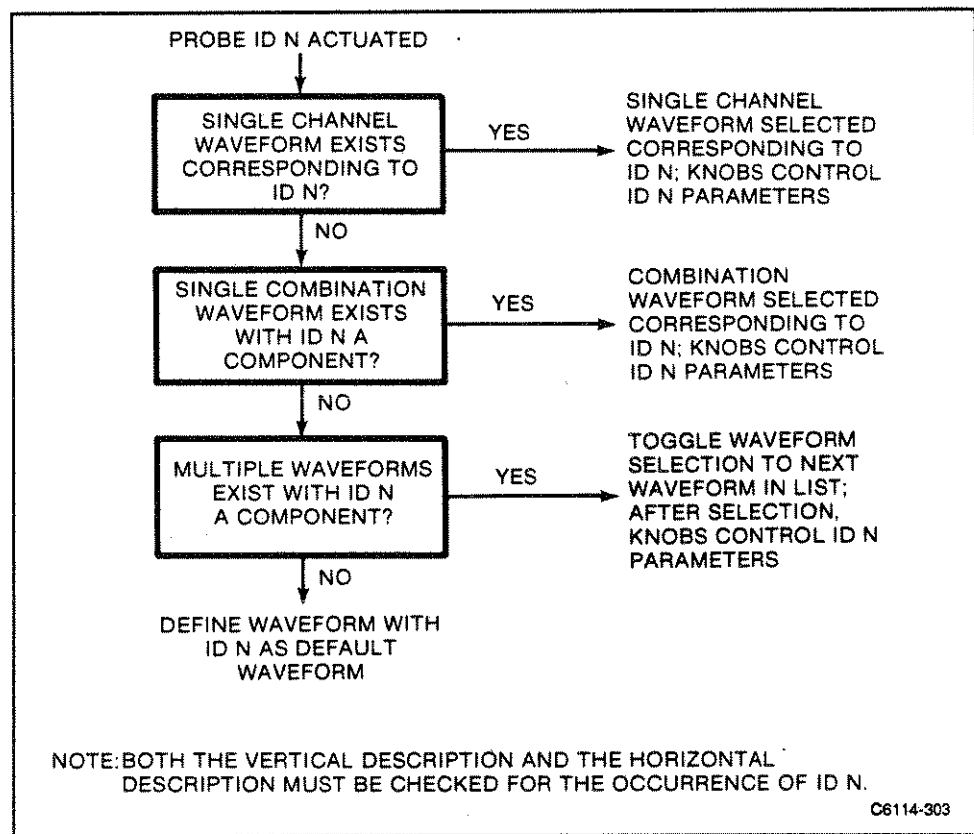 PROBE ID N ACTUATED
SINGLE CHANNEL
WAVEFORM EXISTS
CORRESPONDING TO
ID N?
YES
SINGLE CHANNEL
WAVEFORM SELECTED
CORRESPONDING TO
ID N; KNOBS CONTROL
ID N PARAMETERS
NO
SINGLE COMBINATION
WAVEFORM EXISTS
WITH ID N A
COMPONENT?
YES
COMBINATION
WAVEFORM SELECTED
CORRESPONDING TO
ID N; KNOBS CONTROL
ID N PARAMETERS
NO
MULTIPLE WAVEFORMS
EXIST WITH ID N
A COMPONENT?
YES
TOGGLE WAVEFORM
SELECTION TO NEXT
WAVEFORM IN LIST;
AFTER SELECTION,
KNOBS CONTROL ID N
PARAMETERS
NO
DEFINE WAVEFORM WITH
ID N AS DEFAULT
WAVEFORM
NOTE: BOTH THE VERTICAL DESCRIPTION AND THE HORIZONTAL
DESCRIPTION MUST BE CHECKED FOR THE OCCURRENCE OF ID N.
C6114-303